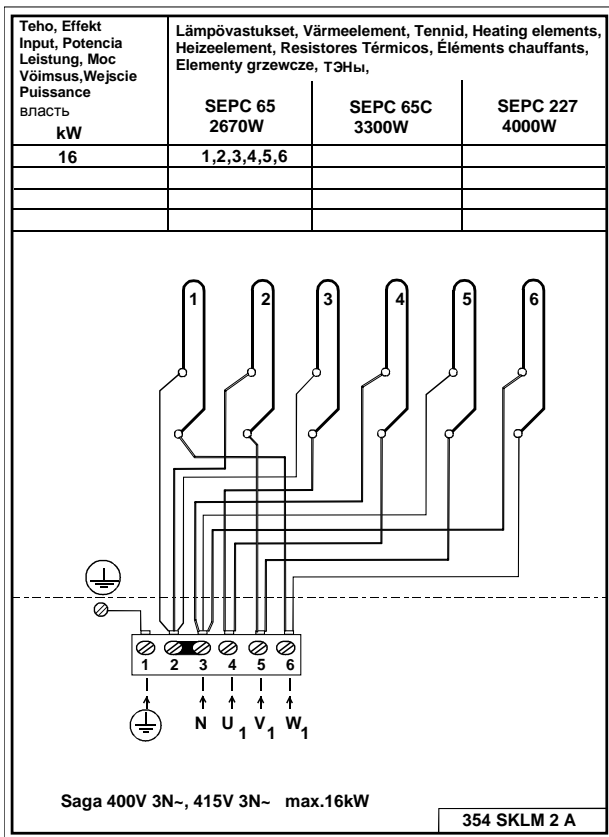 Teho, Effekt
Input, Potencia
Leistung, Moc
Võimsus,Wejscie
Puissance
власть
kW
Lämpövastukset, Värmeelement, Tennid, Heating elements,
Heizeelement, Resistores Térmicos, Éléments chauffants,
Elementy grzewcze, ТЭНы,
SEPC 65
2670W
SEPC 65C
3300W
SEPC 227
4000W
16
1,2,3,4,5,6
1 2 3 4 5 6
1 2 3 4 5 6
N U1 V1 W1
Saga 400V 3N~, 415V 3N~ max.16kW
354 SKLM 2 A